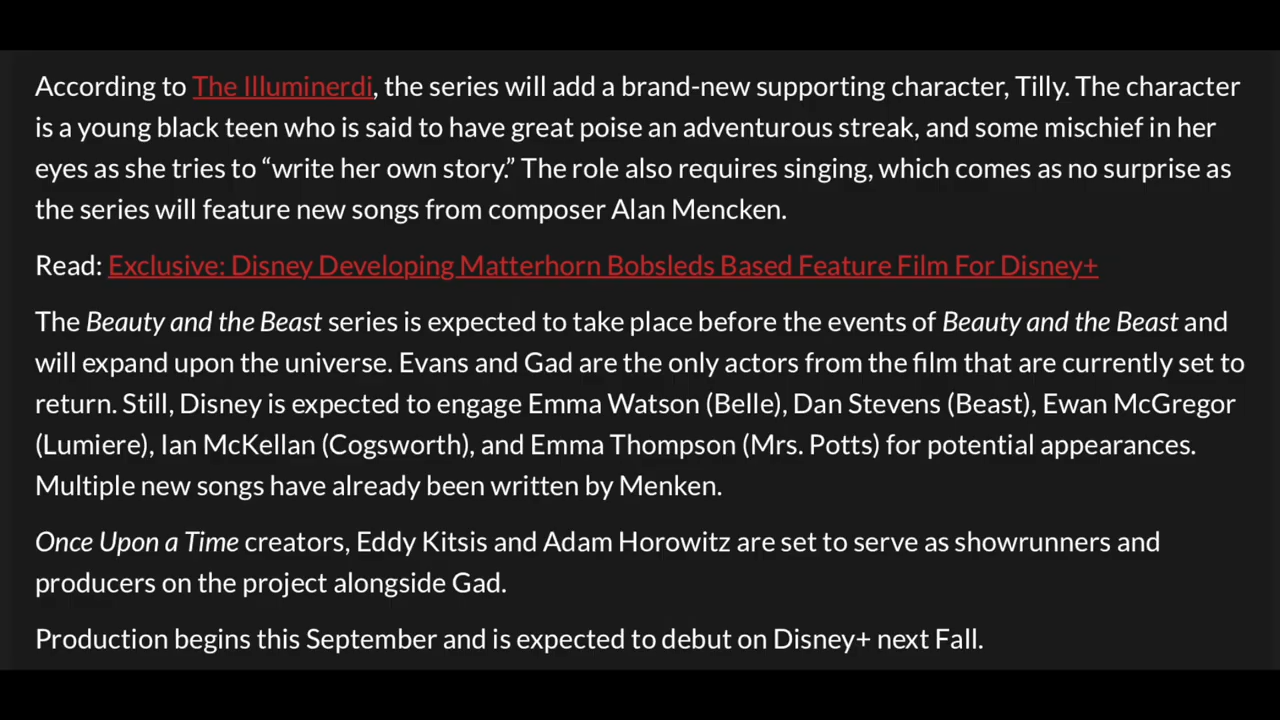 According to The Illuminerdi, the series will add a brand-new supporting character, Tilly. The character
is a young black teen who is said to have great poise an adventurous streak, and some mischief in her
eyes as she tries to “write her own story.” The role also requires singing, which comes as no surprise as
the series will feature new songs from composer Alan Mencken.
Read: Exclusive: Disney Developing Matterhorn Bobsleds Based Feature Film For Disney+
The Beauty and the Beast series is expected to take place before the events of Beauty and the Beast and
will expand upon the universe. Evans and Gad are the only actors from the film that are currently set to
return. Still, Disney is expected to engage Emma Watson (Belle), Dan Stevens (Beast), Ewan McGregor
(Lumiere), Ian McKellan (Cogsworth), and Emma Thompson (Mrs. Potts) for potential appearances.
Multiple new songs have already been written by Menken.
Once Upon a Time creators, Eddy Kitsis and Adam Horowitz are set to serve as showrunners and
producers on the project alongside Gad.
Production begins this September and is expected to debut on Disney+ next Fall.